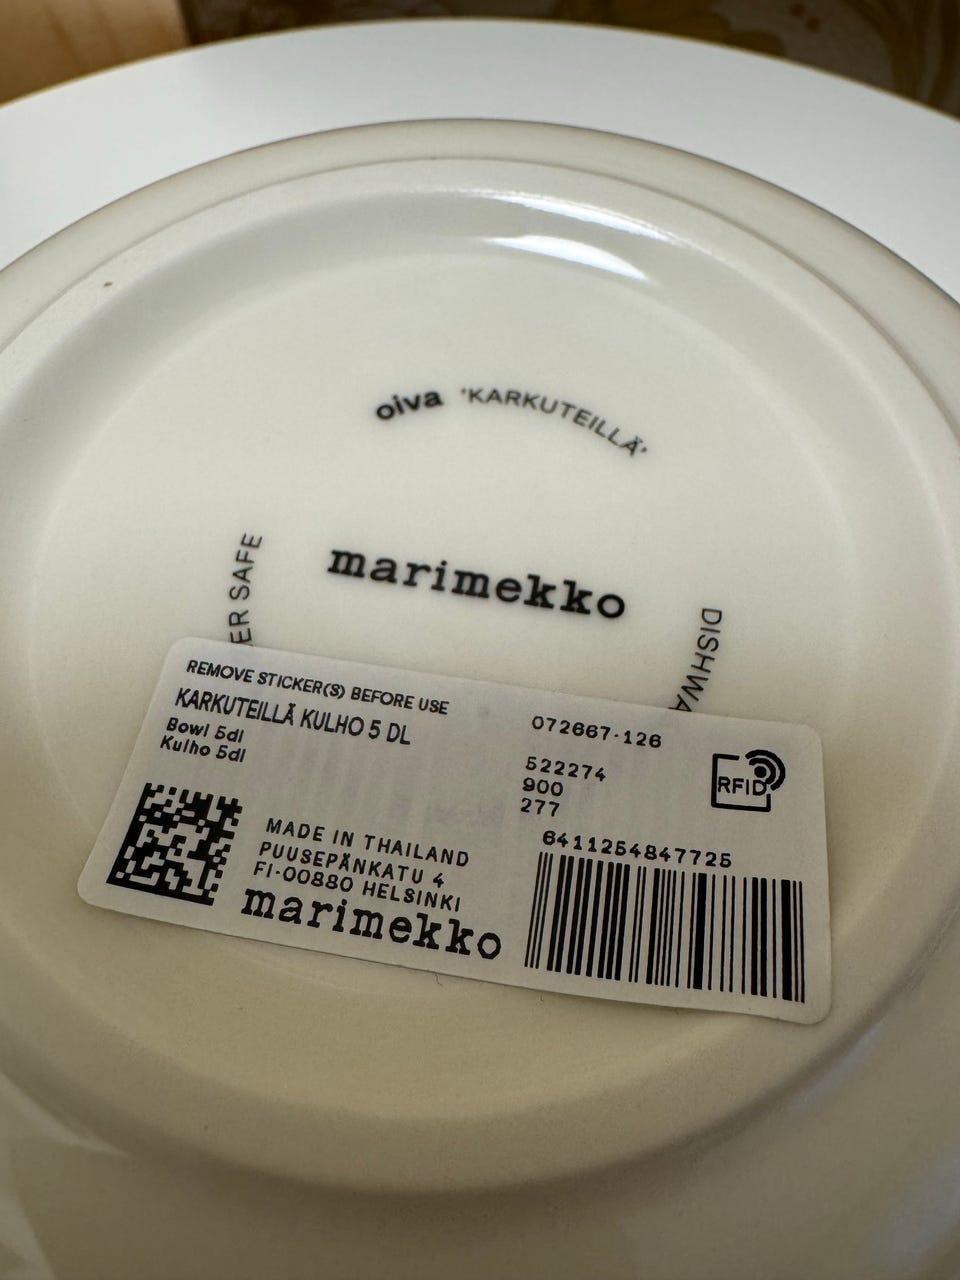 oiva 'KARKUTEILLÄ'
marimekko
ER SAFE
DISHWA
REMOVE STICKER(S) BEFORE USE
KARKUTEILLÄ KULHO 5 DL
Bowl 5dl
Kulho 5dl
072667-126
522274
900
277
RFID
6411254847725
MADE IN THAILAND
PUUSEPÄNKATU 4
FI-00880 HELSINKI
marimekko